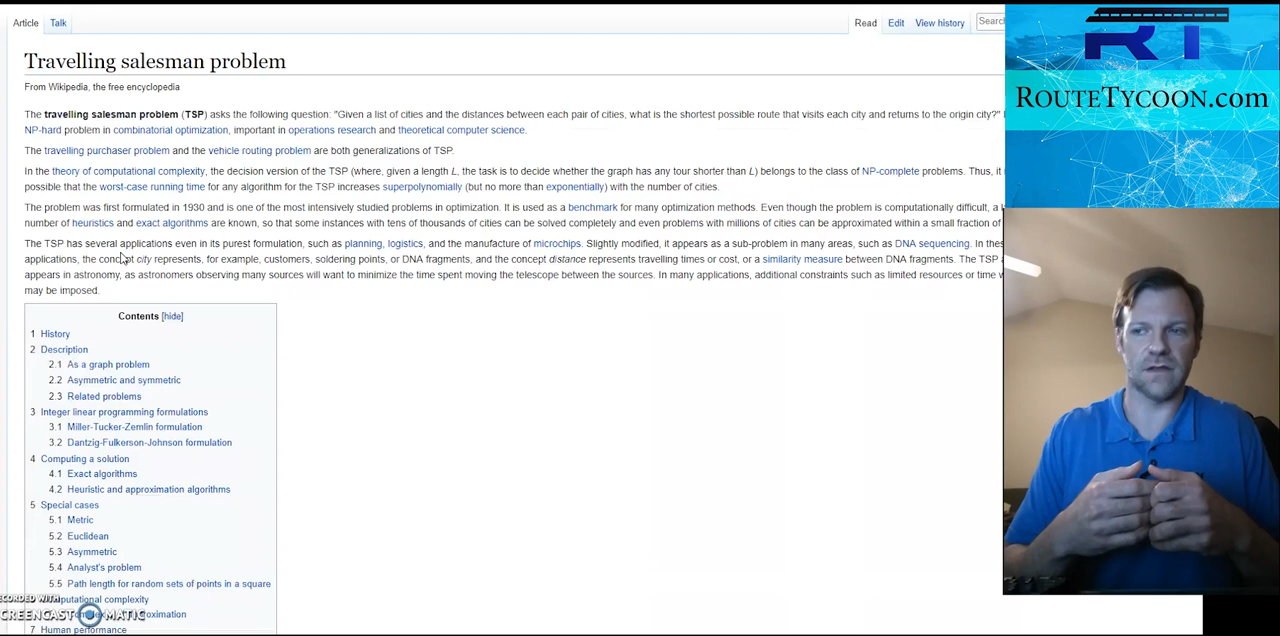 Article Talk Read Edit View history Search
RT
ROUTETYCOON.com
Travelling salesman problem
From Wikipedia, the free encyclopedia
The travelling salesman problem (TSP) asks the following question: "Given a list of cities and the distances between each pair of cities, what is the shortest possible route that visits each city and returns to the origin city?"
NP-hard problem in combinatorial optimization, important in operations research and theoretical computer science.
The travelling purchaser problem and the vehicle routing problem are both generalizations of TSP.
In the theory of computational complexity, the decision version of the TSP (where, given a length L, the task is to decide whether the graph has any tour shorter than L) belongs to the class of NP-complete problems. Thus, it
possible that the worst-case running time for any algorithm for the TSP increases superpolynomially (but no more than exponentially) with the number of cities.
The problem was first formulated in 1930 and is one of the most intensively studied problems in optimization. It is used as a benchmark for many optimization methods. Even though the problem is computationally difficult, a
number of heuristics and exact algorithms are known, so that some instances with tens of thousands of cities can be solved completely and even problems with millions of cities can be approximated within a small fraction of
The TSP has several applications even in its purest formulation, such as planning, logistics, and the manufacture of microchips. Slightly modified, it appears as a sub-problem in many areas, such as DNA sequencing. In thes
applications, the concept city represents, for example, customers, soldering points, or DNA fragments, and the concept distance represents travelling times or cost, or a similarity measure between DNA fragments. The TSP
appears in astronomy, as astronomers observing many sources will want to minimize the time spent moving the telescope between the sources. In many applications, additional constraints such as limited resources or time
may be imposed.
Contents [hide]
1 History
2 Description
2.1 As a graph problem
2.2 Asymmetric and symmetric
2.3 Related problems
3 Integer linear programming formulations
3.1 Miller-Tucker-Zemlin formulation
3.2 Dantzig-Fulkerson-Johnson formulation
4 Computing a solution
4.1 Exact algorithms
4.2 Heuristic and approximation algorithms
5 Special cases
5.1 Metric
5.2 Euclidean
5.3 Asymmetric
5.4 Analyst's problem
5.5 Path length for random sets of points in a square
RECORDED WITH putational complexity
SCREENCAST MATIC roximation
7 Human performance